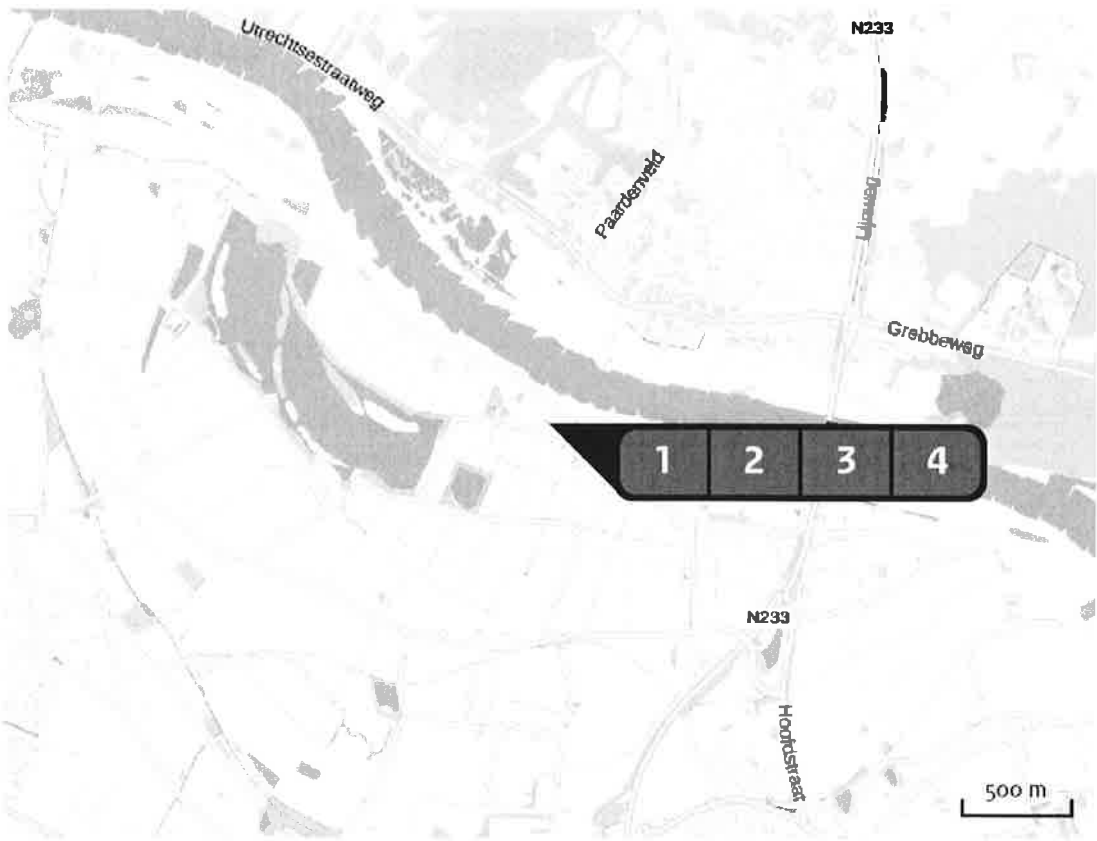 N233
Utrechtsestraatweg
Paardenveld
Lijnweg
Grebbeweg
1 2 3 4
N233
Hoofdstraat
500 m